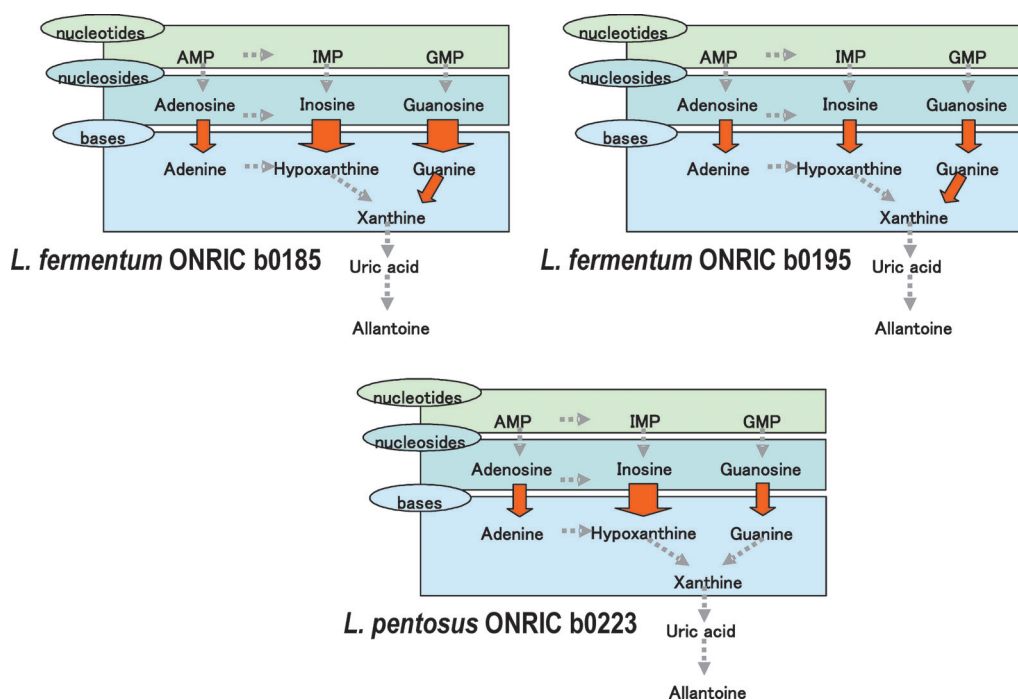 nucleotides
AMP IMP GMP
nucleosides
Adenosine Inosine Guanosine
bases
Adenine Hypoxanthine Guanine
Xanthine
L. fermentum ONRIC b0185
Uric acid
Allantoine
nucleotides
AMP IMP GMP
nucleosides
Adenosine Inosine Guanosine
bases
Adenine Hypoxanthine Guanine
Xanthine
L. fermentum ONRIC b0195
Uric acid
Allantoine
nucleotides
AMP IMP GMP
nucleosides
Adenosine Inosine Guanosine
bases
Adenine Hypoxanthine Guanine
Xanthine
L. pentosus ONRIC b0223
Uric acid
Allantoine